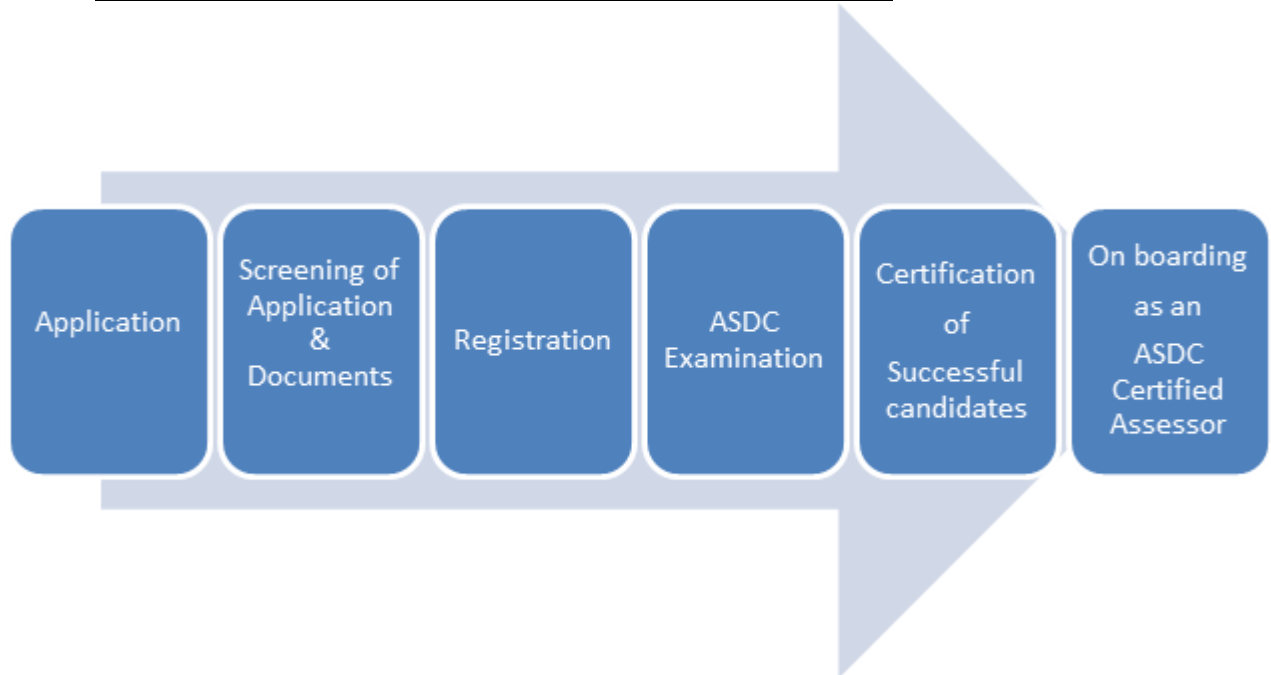 Application
Screening of
Application
&
Documents
Registration
ASDC
Examination
Certification
of
Successful
candidates
On boarding
as an
ASDC
Certified
Assessor